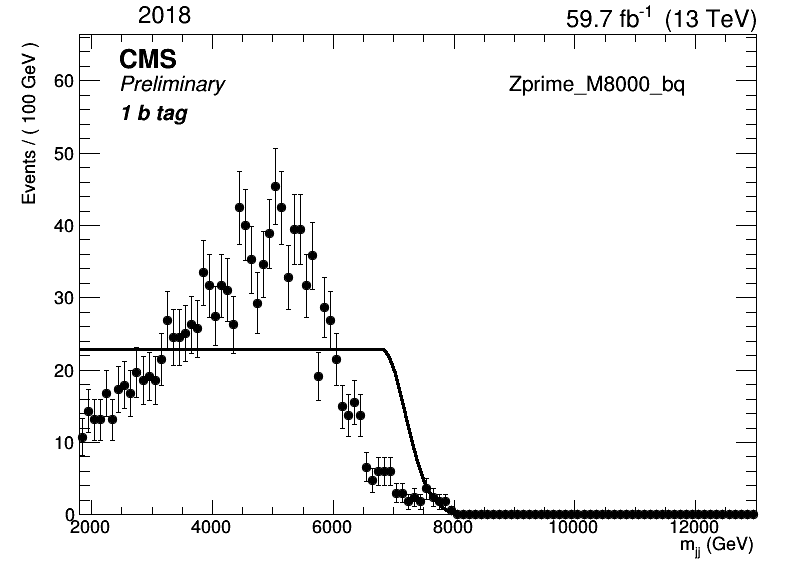 2018
59.7 fb⁻¹ (13 TeV)
CMS
Preliminary
1 b tag
Zprime_M8000_bq
Events / ( 100 GeV )
60
50
40
30
20
10
0
2000 4000 6000 8000 10000 12000
m_jj (GeV)